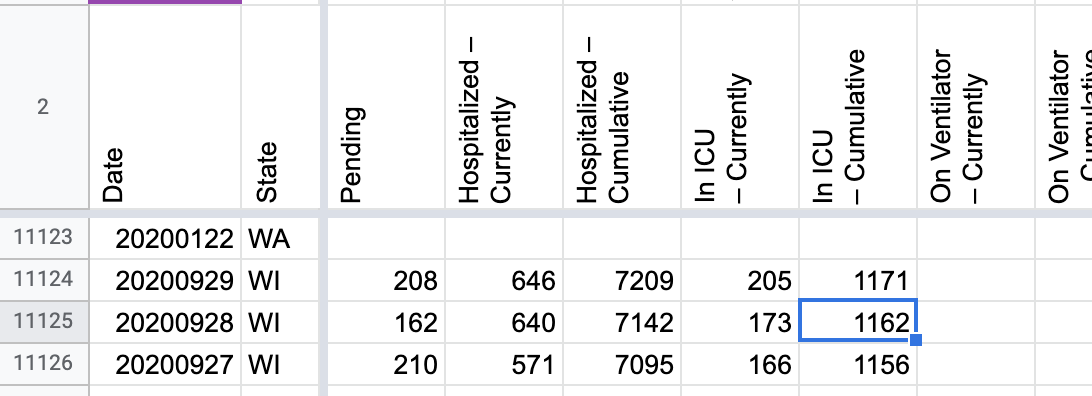 2
Date
State
Pending
Hospitalized –
Currently
Hospitalized –
Cumulative
In ICU
– Currently
In ICU
– Cumulative
On Ventilator
– Currently
On Ventilator
11123 20200122 WA
11124 20200929 WI 208 646 7209 205 1171
11125 20200928 WI 162 640 7142 173 1162
11126 20200927 WI 210 571 7095 166 1156